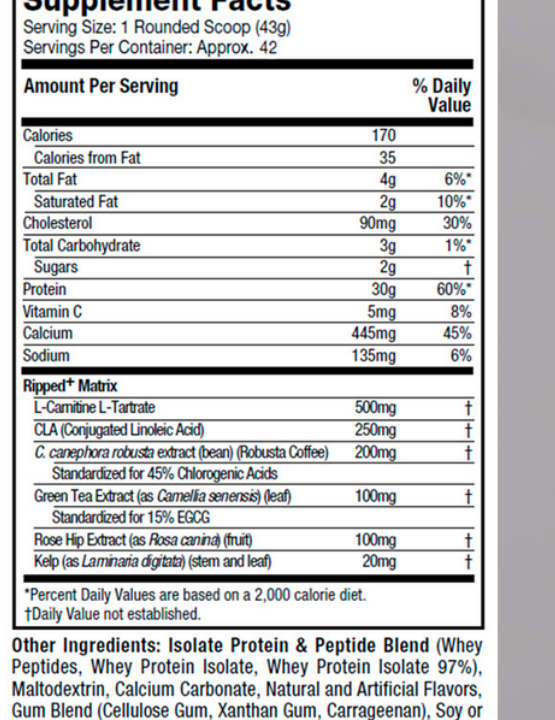 Supplement Facts
Serving Size: 1 Rounded Scoop (43g)
Servings Per Container: Approx. 42
Amount Per Serving % Daily Value
Calories 170
Calories from Fat 35
Total Fat 4g 6%*
Saturated Fat 2g 10%*
Cholesterol 90mg 30%
Total Carbohydrate 3g 1%*
Sugars 2g †
Protein 30g 60%*
Vitamin C 5mg 8%
Calcium 445mg 45%
Sodium 135mg 6%
Ripped+ Matrix
L-Carnitine L-Tartrate 500mg †
CLA (Conjugated Linoleic Acid) 250mg †
C. canephora robusta extract (bean) (Robusta Coffee) 200mg †
Standardized for 45% Chlorogenic Acids
Green Tea Extract (as Camellia senensis) (leaf) 100mg †
Standardized for 15% EGCG
Rose Hip Extract (as Rosa canina) (fruit) 100mg †
Kelp (as Laminaria digitata) (stem and leaf) 20mg †
*Percent Daily Values are based on a 2,000 calorie diet.
†Daily Value not established.
Other Ingredients: Isolate Protein & Peptide Blend (Whey
Peptides, Whey Protein Isolate, Whey Protein Isolate 97%),
Maltodextrin, Calcium Carbonate, Natural and Artificial Flavors,
Gum Blend (Cellulose Gum, Xanthan Gum, Carrageenan), Soy or